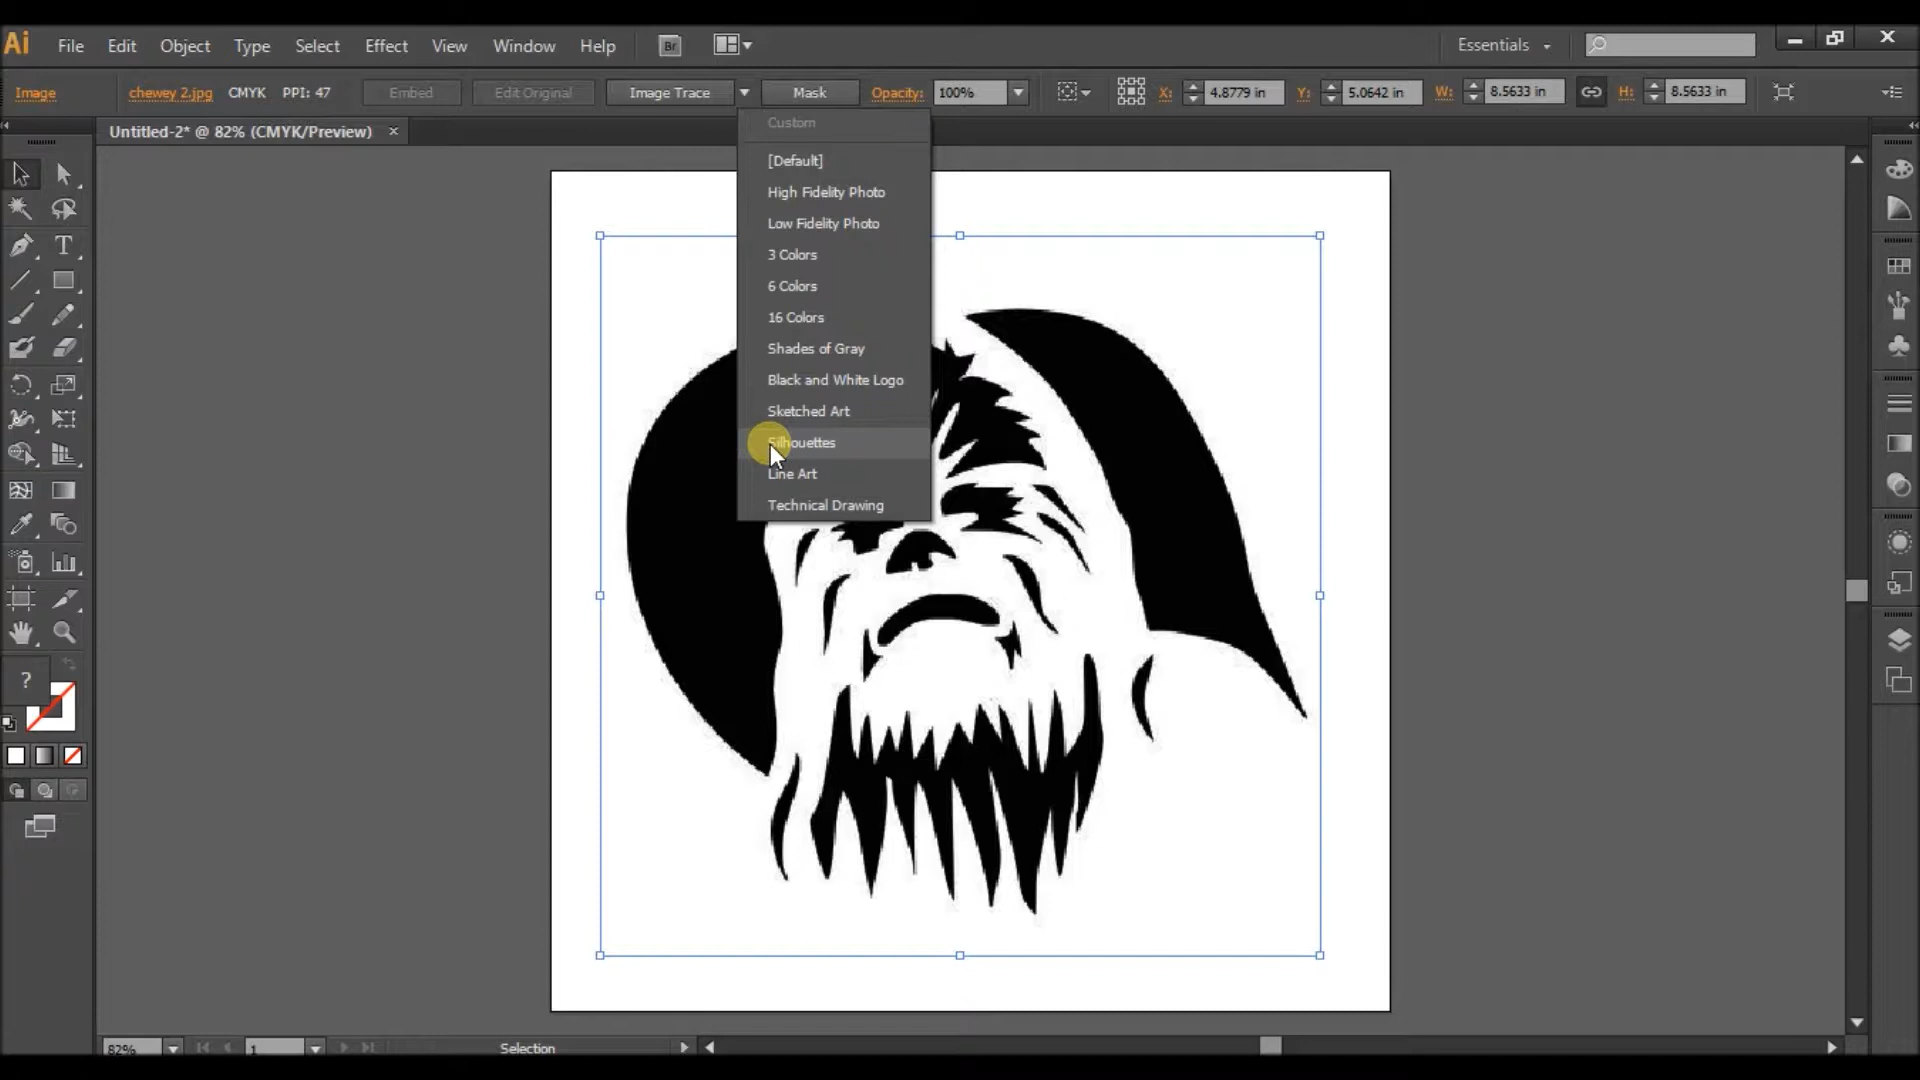 Ai File Edit Object Type Select Effect View Window Help Br Essentials
Image chewey 2.jpg CMYK PPI: 47 Embed Edit Original Image Trace Mask Opacity: 100% X: 4.8779 in Y: 5.0642 in W: 8.5633 in H: 8.5633 in
Untitled-2* @ 82% (CMYK/Preview) ×
Custom
[Default]
High Fidelity Photo
Low Fidelity Photo
3 Colors
6 Colors
16 Colors
Shades of Gray
Black and White Logo
Sketched Art
Silhouettes
Line Art
Technical Drawing
T
?
82% 1 Selection